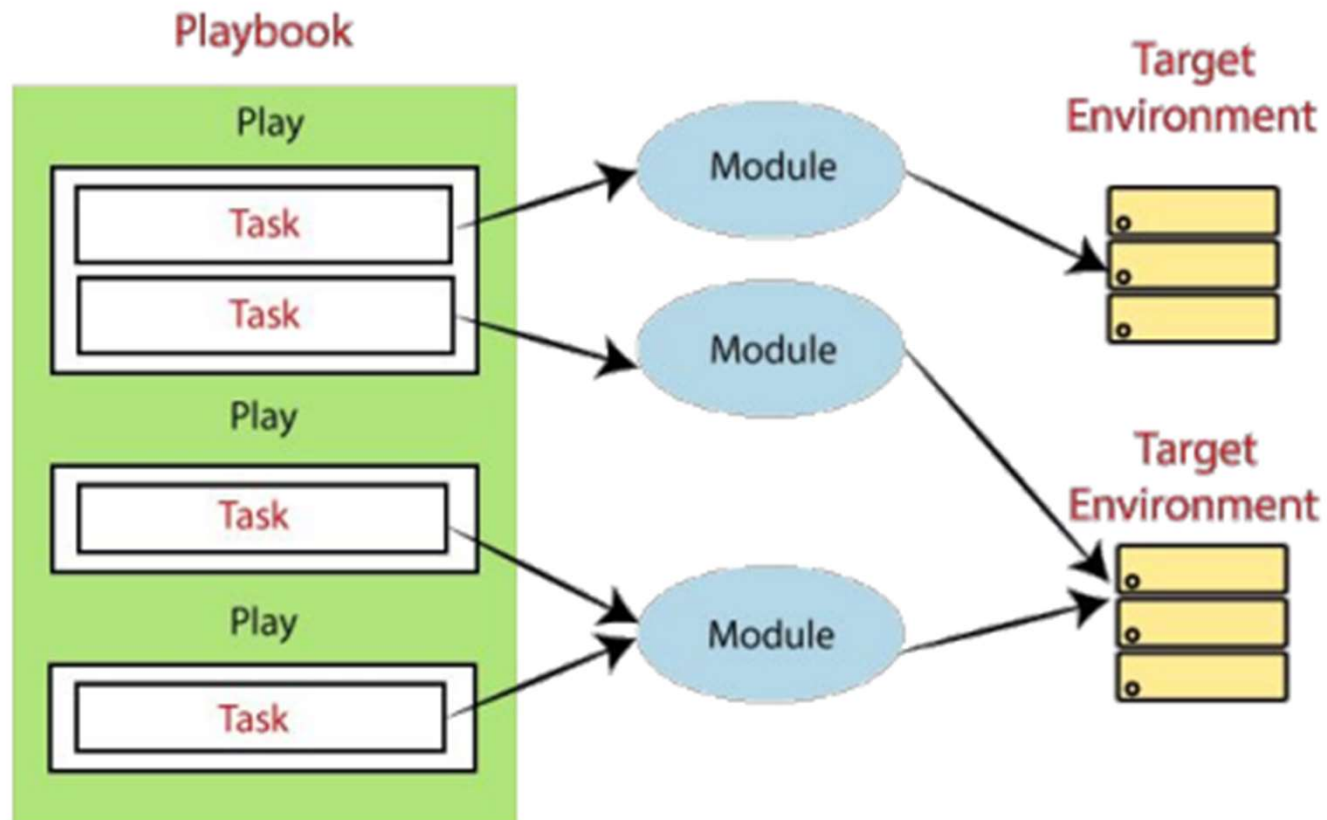 Playbook
Play
Task
Task
Play
Task
Play
Task
Module
Module
Module
Target
Environment
Target
Environment